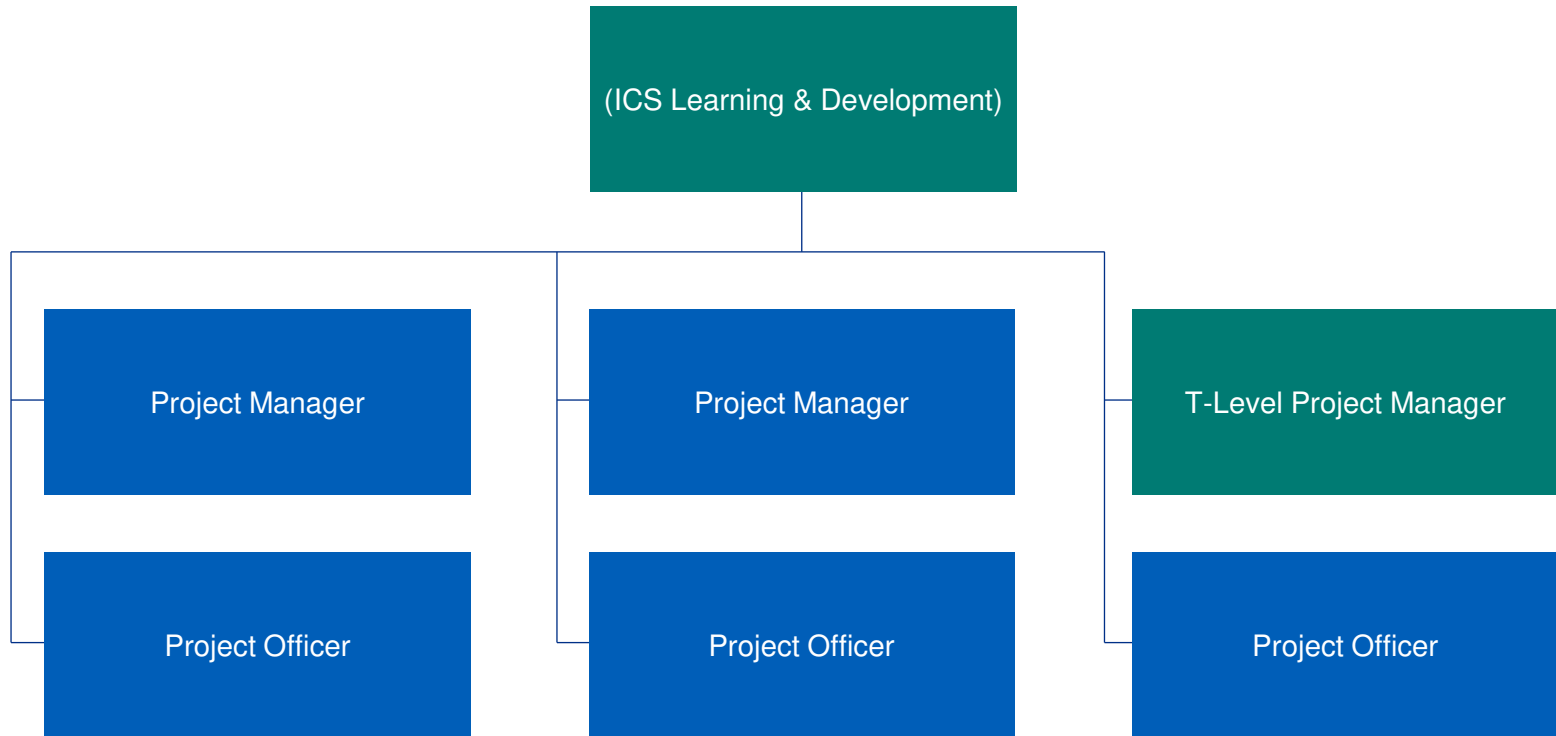 (ICS Learning & Development)
Project Manager
Project Manager
T-Level Project Manager
Project Officer
Project Officer
Project Officer